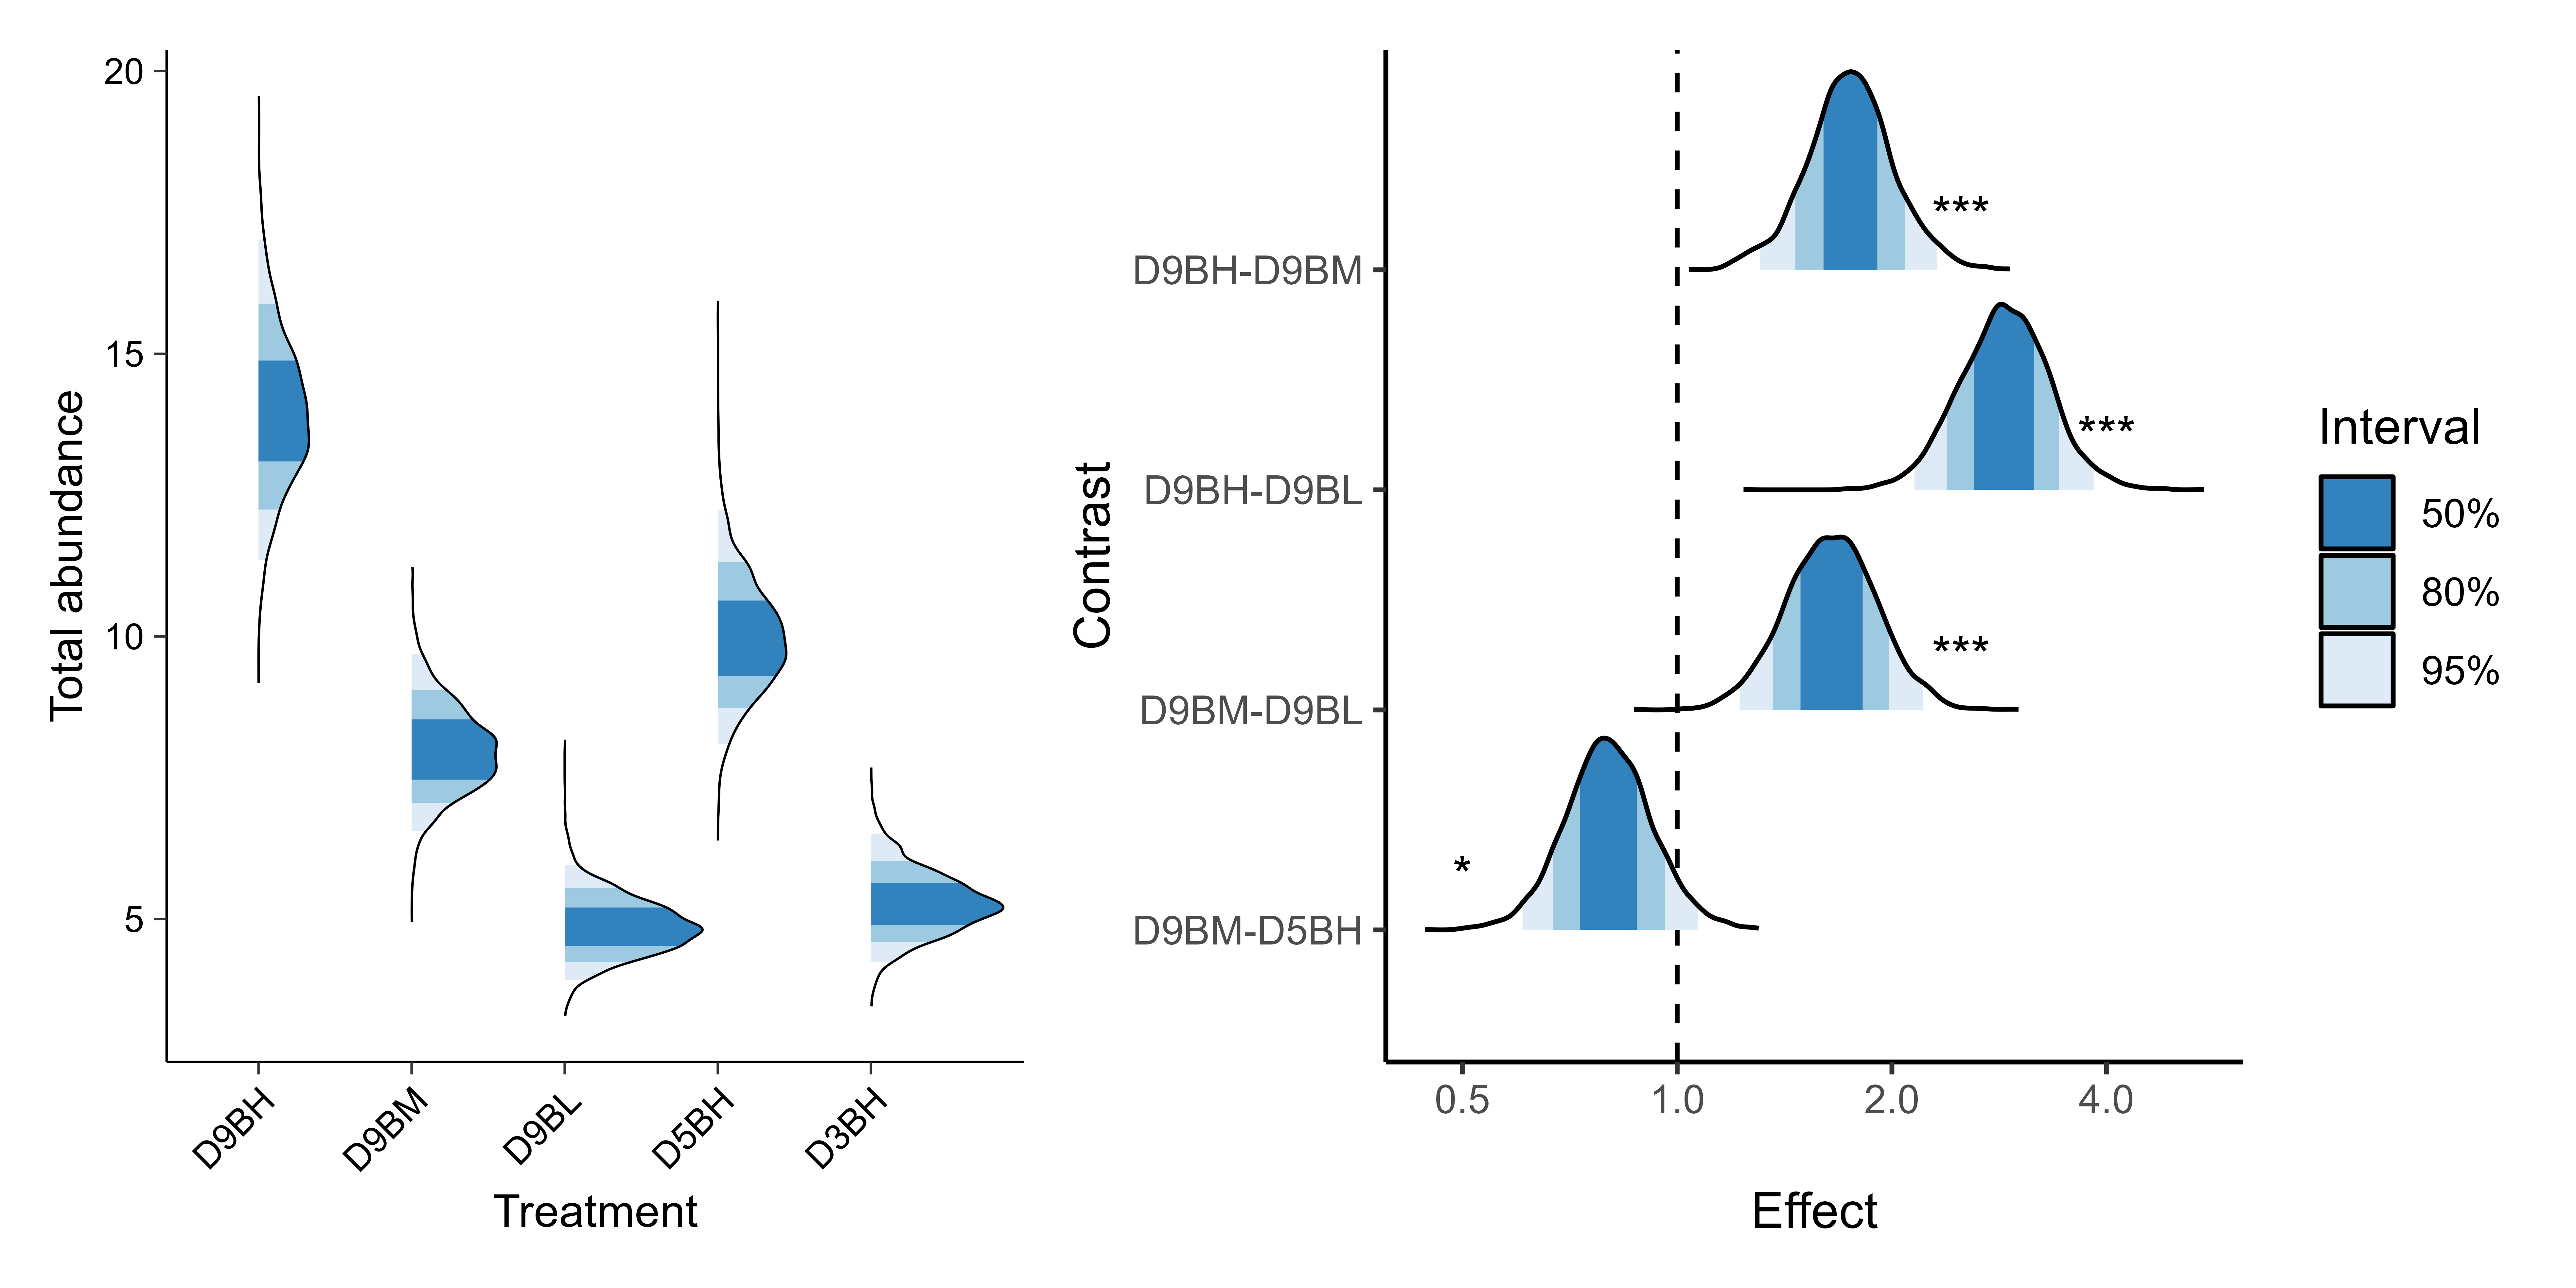 Total abundance
20
15
10
5
D9BH
D9BM
D9BL
D5BH
D3BH
Treatment
Contrast
D9BH-D9BM
D9BH-D9BL
D9BM-D9BL
D9BM-D5BH
***
***
***
*
0.5
1.0
2.0
4.0
Effect
Interval
50%
80%
95%